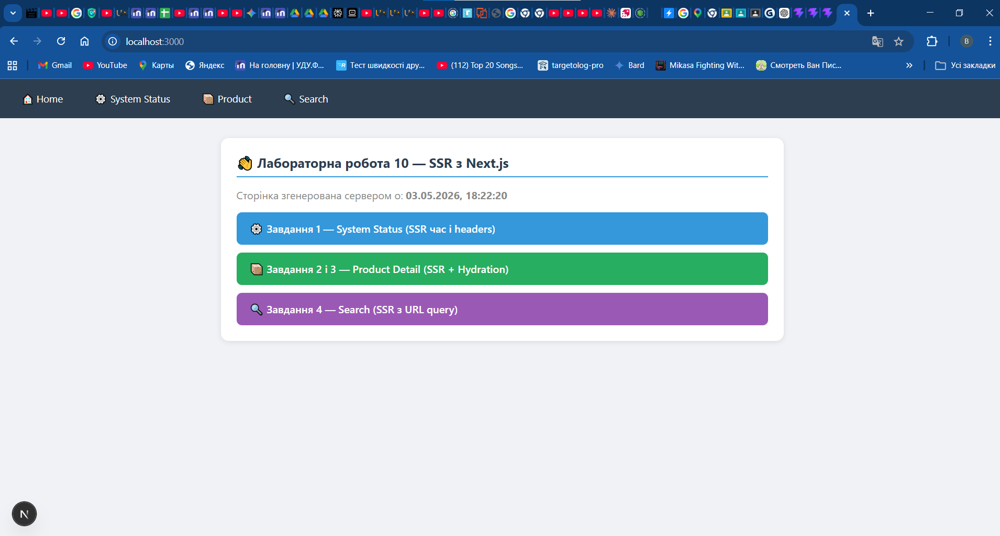 localhost:3000
B
Gmail
YouTube
Карты
Яндекс
На головну | УДУ.Ф...
Тест швидкості дру...
(112) Top 20 Songs...
targetolog-pro
Bard
Mikasa Fighting Wit...
Смотреть Ван Пис...
Усі закладки
Home
System Status
Product
Search
Лабораторна робота 10 — SSR з Next.js
Сторінка згенерована сервером о: 03.05.2026, 18:22:20
Завдання 1 — System Status (SSR час і headers)
Завдання 2 і 3 — Product Detail (SSR + Hydration)
Завдання 4 — Search (SSR з URL query)
N